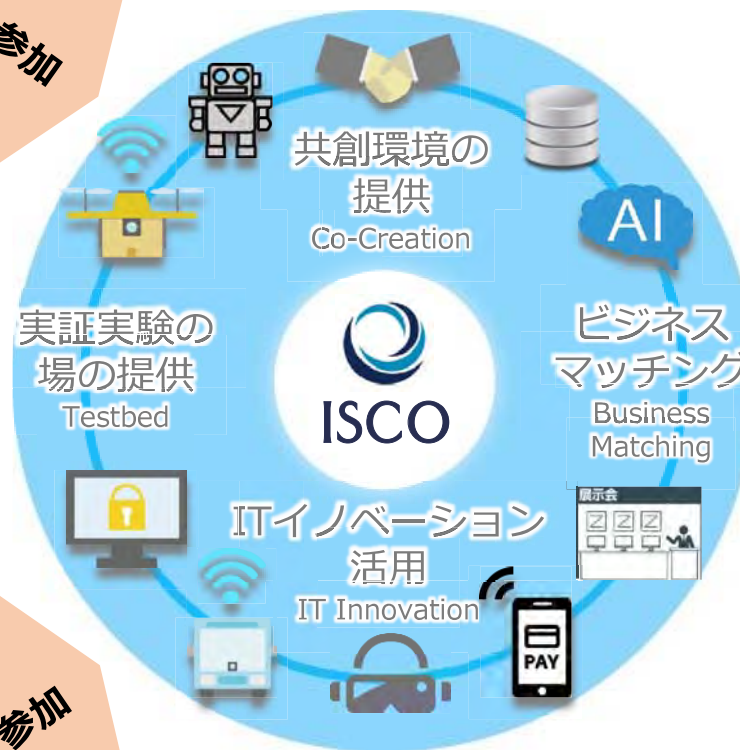 参加
共創環境の
提供
Co-Creation
AI
実証実験の
場の提供
Testbed
ISCO
ビジネス
マッチング
Business
Matching
展示会
ITイノベーション
活用
IT Innovation
PAY
参加